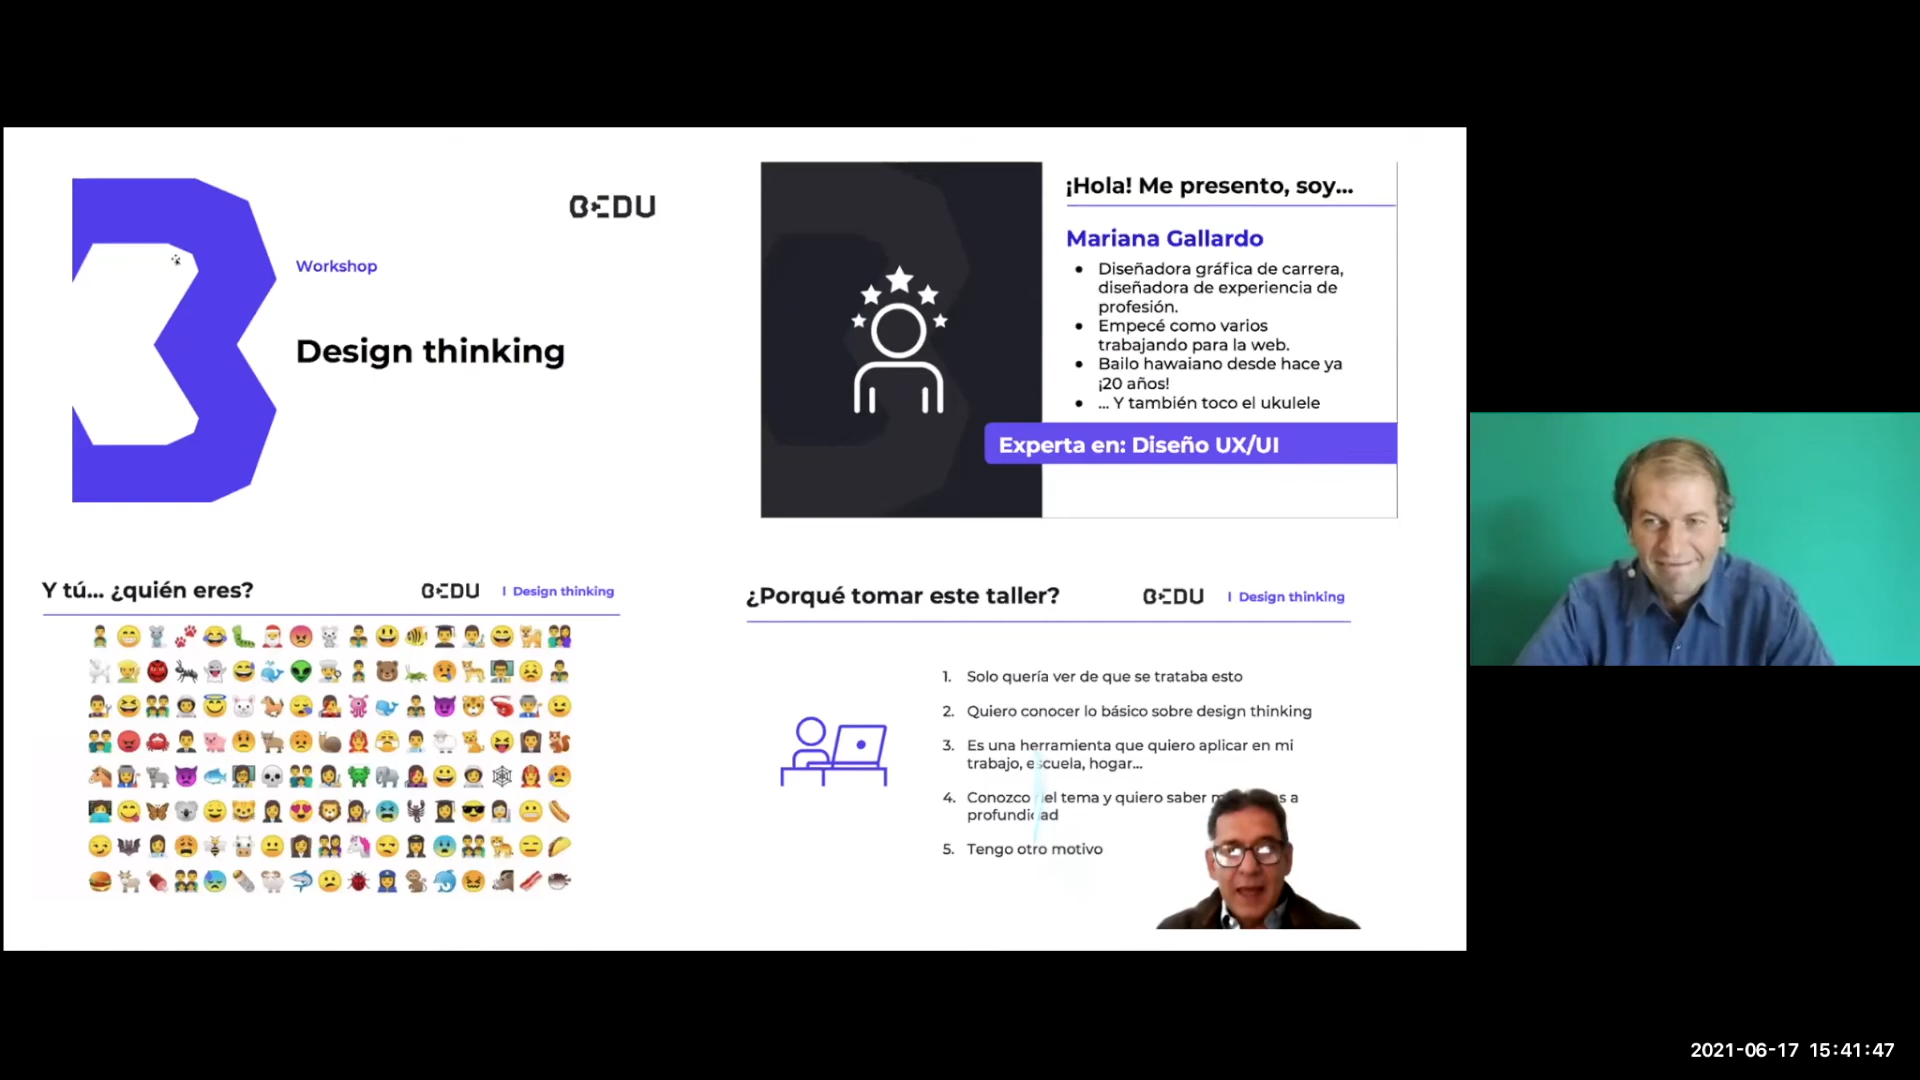 BEDU
Workshop
Design thinking
¡Hola! Me presento, soy...
Mariana Gallardo
Diseñadora gráfica de carrera,
diseñadora de experiencia de
profesión.
Empecé como varios
trabajando para la web.
Bailo hawaiano desde hace ya
¡20 años!
... Y también toco el ukulele
Experta en: Diseño UX/UI
Y tú... ¿quién eres?
BEDU | Design thinking
¿Porqué tomar este taller?
BEDU | Design thinking
1. Solo quería ver de que se trataba esto
2. Quiero conocer lo básico sobre design thinking
3. Es una herramienta que quiero aplicar en mi
trabajo, escuela, hogar...
4. Conozco del tema y quiero saber a
profundidad
5. Tengo otro motivo
2021-06-17 15:41:47